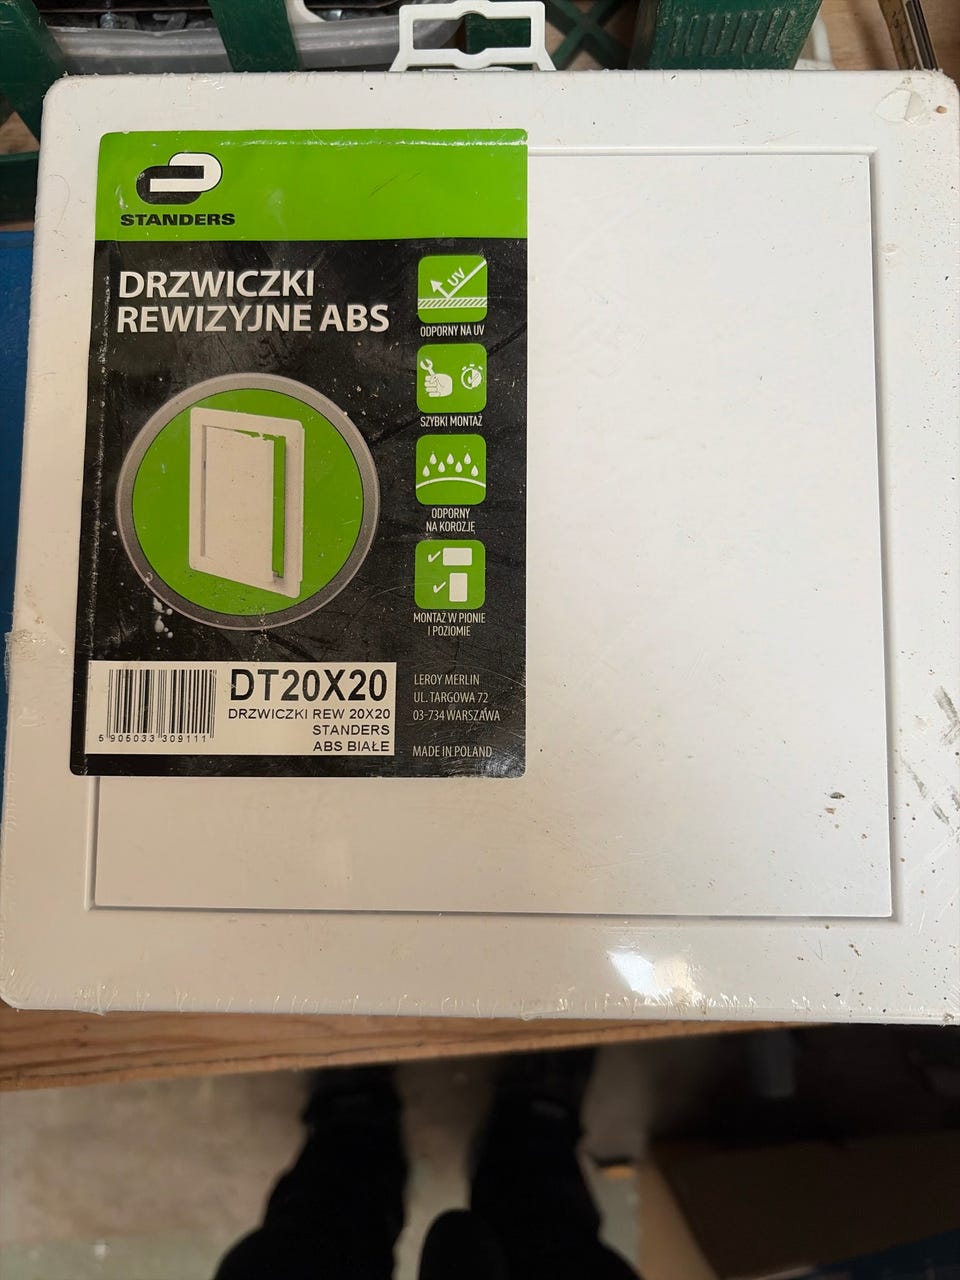 STANDERS
DRZWICZKI
REWIZYJNE ABS
UV
ODPORNY NA UV
SZYBKI MONTAŻ
ODPORNY
NA KOROZJĘ
MONTAŻ W PIONIE
I POZIOMIE
DT20X20
DRZWICZKI REW 20X20
STANDERS
ABS BIAŁE
5 905033 309111
LEROY MERLIN
UL. TARGOWA 72
03-734 WARSZAWA
MADE IN POLAND